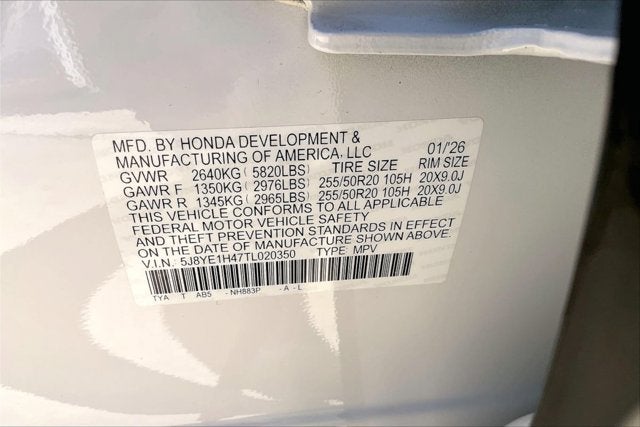 MFD. BY HONDA DEVELOPMENT &
MANUFACTURING OF AMERICA, LLC 01/'26
GVWR 2640KG( 5820LBS) TIRE SIZE RIM SIZE
GAWR F 1350KG( 2976LBS) 255/50R20 105H 20X9.0J
GAWR R 1345KG( 2965LBS) 255/50R20 105H 20X9.0J
THIS VEHICLE CONFORMS TO ALL APPLICABLE
FEDERAL MOTOR VEHICLE SAFETY
AND THEFT PREVENTION STANDARDS IN EFFECT
ON THE DATE OF MANUFACTURE SHOWN ABOVE.
V.I.N. 5J8YE1H47TL020350 TYPE: MPV
TYA T AB5 - NH883P - A - L